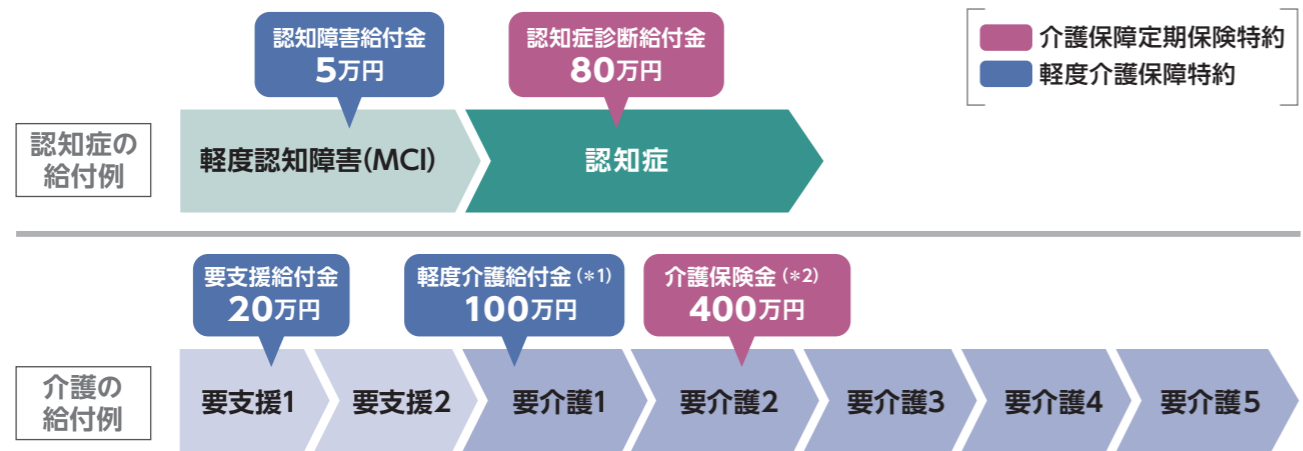 認知障害給付金
5万円
認知症診断給付金
80万円
介護保障定期保険特約
軽度介護保障特約
認知症の
給付例
軽度認知障害(MCI)
認知症
要支援給付金
20万円
軽度介護給付金(*1)
100万円
介護保険金(*2)
400万円
介護の
給付例
要支援1
要支援2
要介護1
要介護2
要介護3
要介護4
要介護5